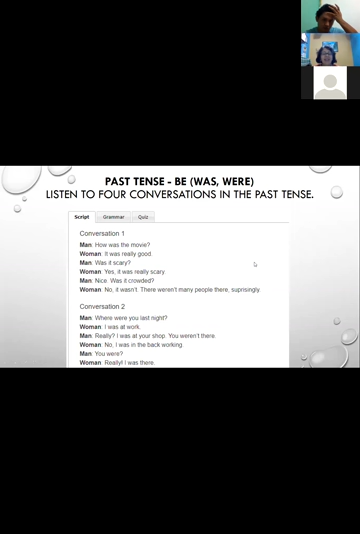 PAST TENSE - BE (WAS, WERE)
LISTEN TO FOUR CONVERSATIONS IN THE PAST TENSE.
Script Grammar Quiz
Conversation 1
Man: How was the movie?
Woman: It was really good.
Man: Was it scary?
Woman: Yes, it was really scary.
Man: Nice. Was it crowded?
Woman: No, it wasn't. There weren't many people there, suprisingly.
Conversation 2
Man: Where were you last night?
Woman: I was at work.
Man: Really? I was at your shop. You weren't there.
Woman: No, I was in the back working.
Man: You were?
Woman: Really! I was there.